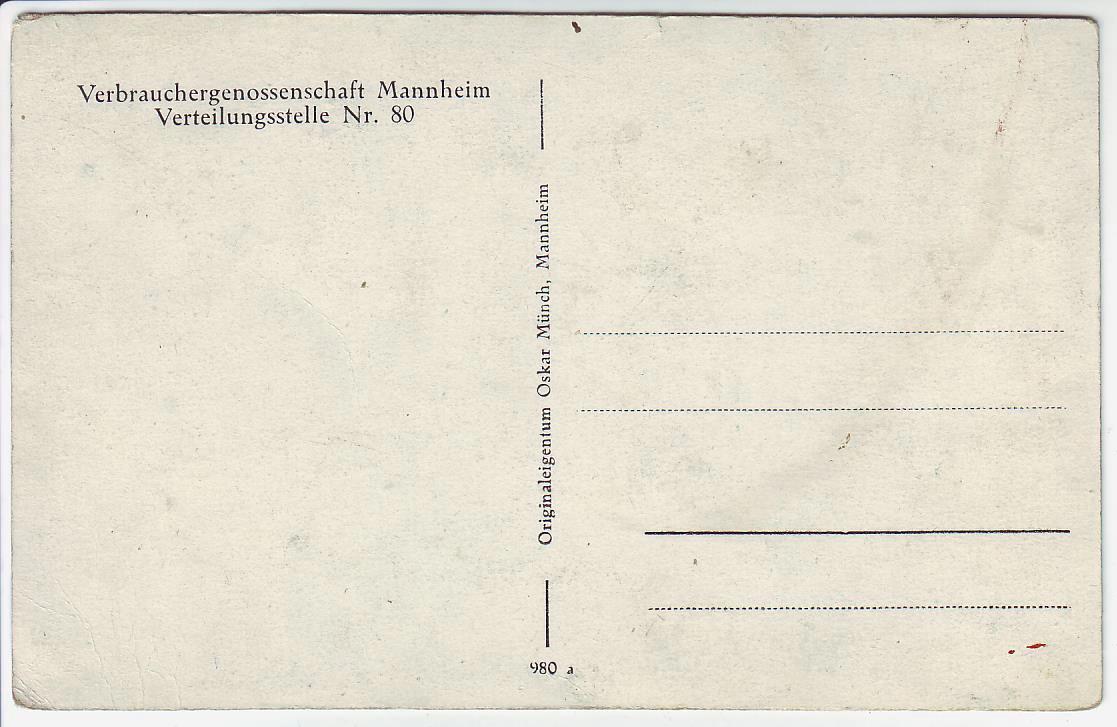 Verbrauchergenossenschaft Mannheim
Verteilungsstelle Nr. 80
Originaleigentum Oskar Münch, Mannheim
980 a